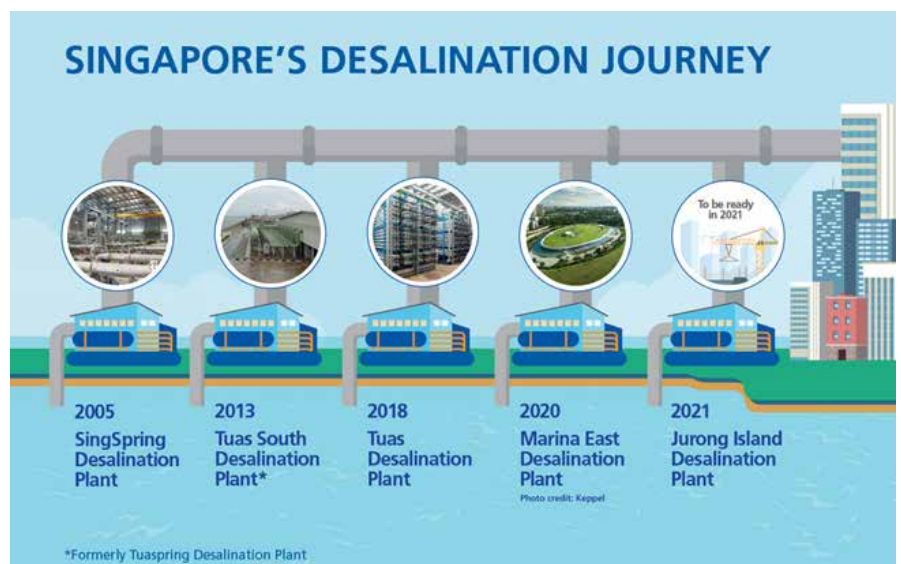 SINGAPORE'S DESALINATION JOURNEY
To be ready
in 2021
2005
SingSpring
Desalination
Plant
2013
Tuas South
Desalination
Plant*
2018
Tuas
Desalination
Plant
2020
Marina East
Desalination
Plant
Photo credit: Keppel
2021
Jurong Island
Desalination
Plant
*Formerly Tuaspring Desalination Plant